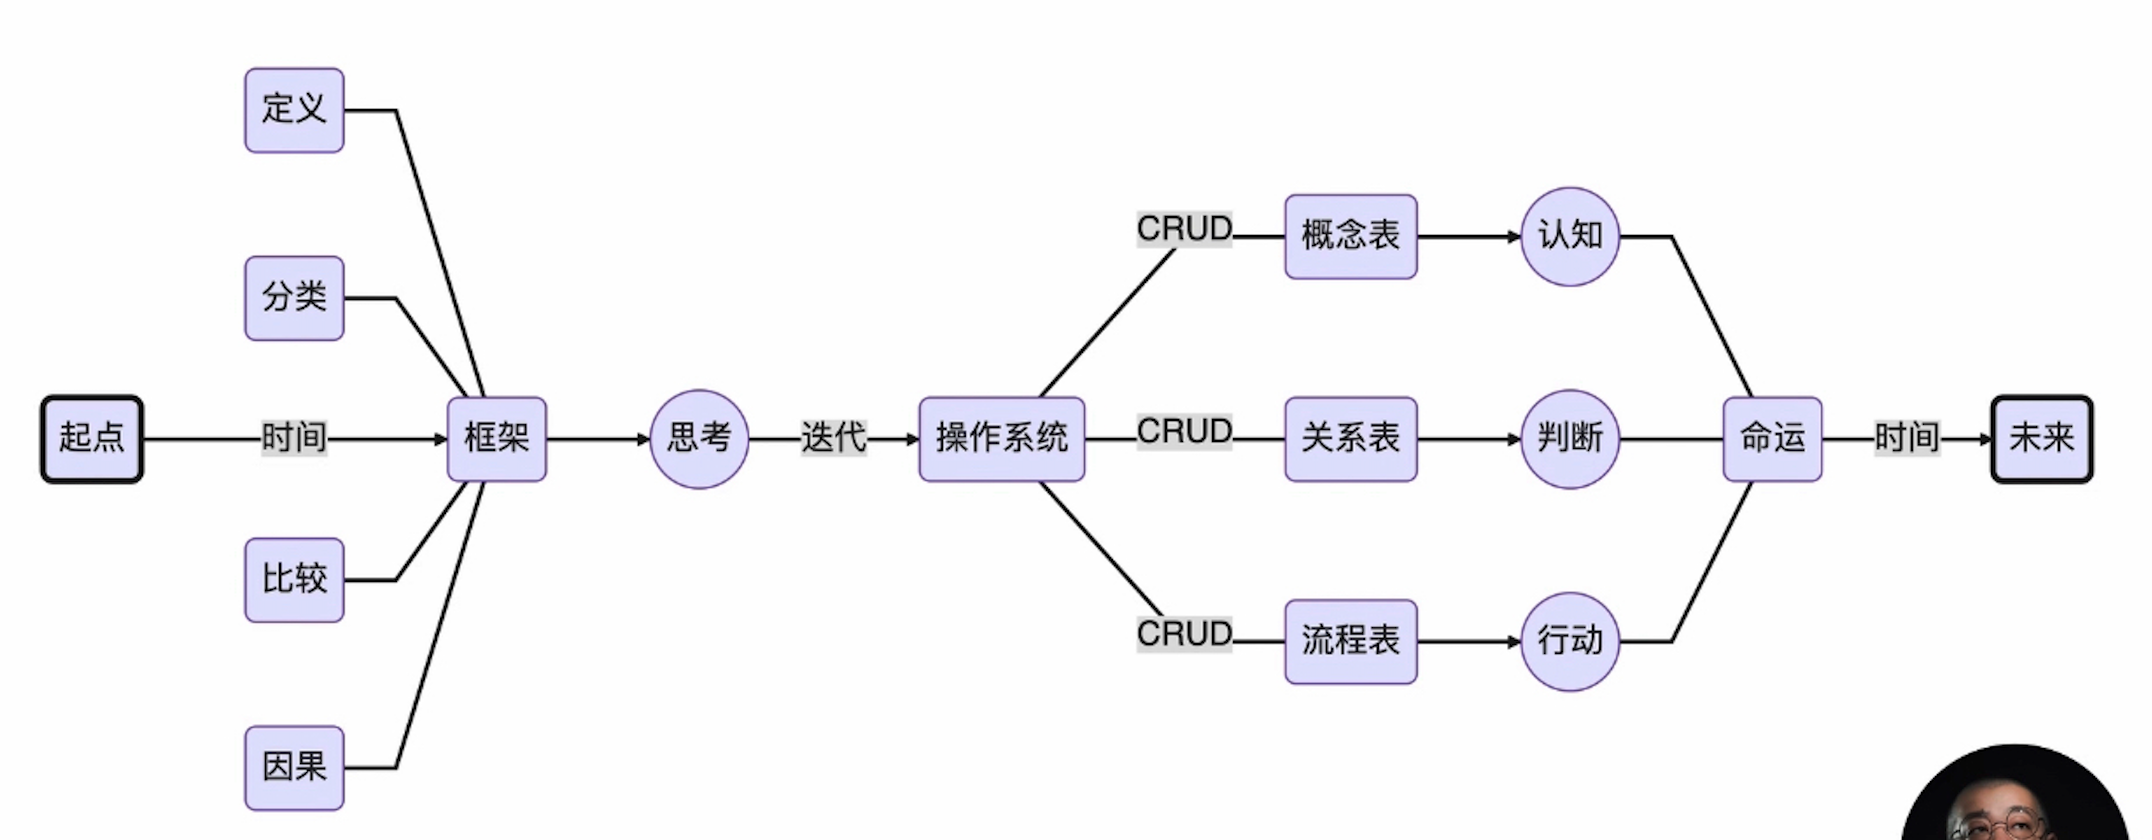 定义
分类
起点
时间
框架
思考
迭代
操作系统
比较
因果
CRUD
概念表
认知
CRUD
关系表
判断
CRUD
流程表
行动
命运
时间
未来